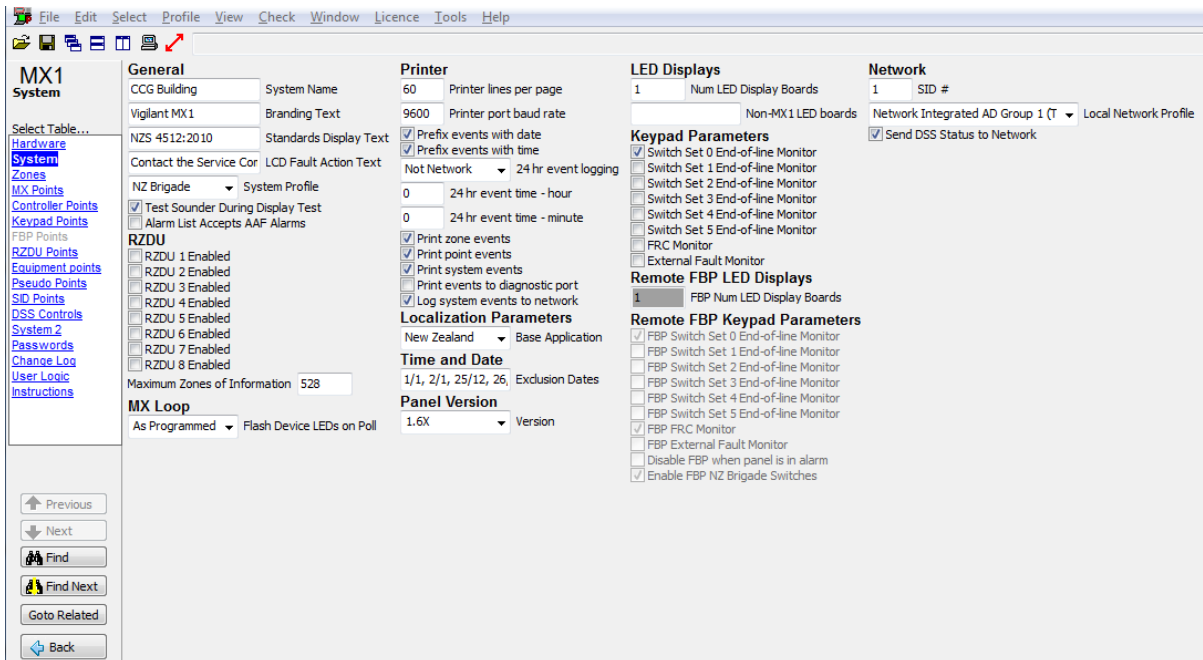 File Edit Select Profile View Check Window Licence Tools Help
MX1
System
Select Table...
Hardware
System
Zones
MX Points
Controller Points
Keypad Points
FBP Points
RZDU Points
Equipment points
Pseudo Points
SID Points
DSS Controls
System 2
Passwords
Change Log
User Logic
Instructions
Previous
Next
Find
Find Next
Goto Related
Back
General
CCG Building System Name
Vigilant MX1 Branding Text
NZS 4512:2010 Standards Display Text
Contact the Service Cor LCD Fault Action Text
NZ Brigade System Profile
Test Sounder During Display Test
Alarm List Accepts AAF Alarms
RZDU
RZDU 1 Enabled
RZDU 2 Enabled
RZDU 3 Enabled
RZDU 4 Enabled
RZDU 5 Enabled
RZDU 6 Enabled
RZDU 7 Enabled
RZDU 8 Enabled
Maximum Zones of Information 528
MX Loop
As Programmed Flash Device LEDs on Poll
Printer
60 Printer lines per page
9600 Printer port baud rate
Prefix events with date
Prefix events with time
Not Network 24 hr event logging
0 24 hr event time - hour
0 24 hr event time - minute
Print zone events
Print point events
Print system events
Print events to diagnostic port
Log system events to network
Localization Parameters
New Zealand Base Application
Time and Date
1/1, 2/1, 25/12, 26, Exclusion Dates
Panel Version
1.6X Version
LED Displays
1 Num LED Display Boards
Non-MX1 LED boards
Keypad Parameters
Switch Set 0 End-of-line Monitor
Switch Set 1 End-of-line Monitor
Switch Set 2 End-of-line Monitor
Switch Set 3 End-of-line Monitor
Switch Set 4 End-of-line Monitor
Switch Set 5 End-of-line Monitor
FRC Monitor
External Fault Monitor
Remote FBP LED Displays
1 FBP Num LED Display Boards
Remote FBP Keypad Parameters
FBP Switch Set 0 End-of-line Monitor
FBP Switch Set 1 End-of-line Monitor
FBP Switch Set 2 End-of-line Monitor
FBP Switch Set 3 End-of-line Monitor
FBP Switch Set 4 End-of-line Monitor
FBP Switch Set 5 End-of-line Monitor
FBP FRC Monitor
FBP External Fault Monitor
Disable FBP when panel is in alarm
Enable FBP NZ Brigade Switches
Network
1 SID #
Network Integrated AD Group 1 (T Local Network Profile
Send DSS Status to Network